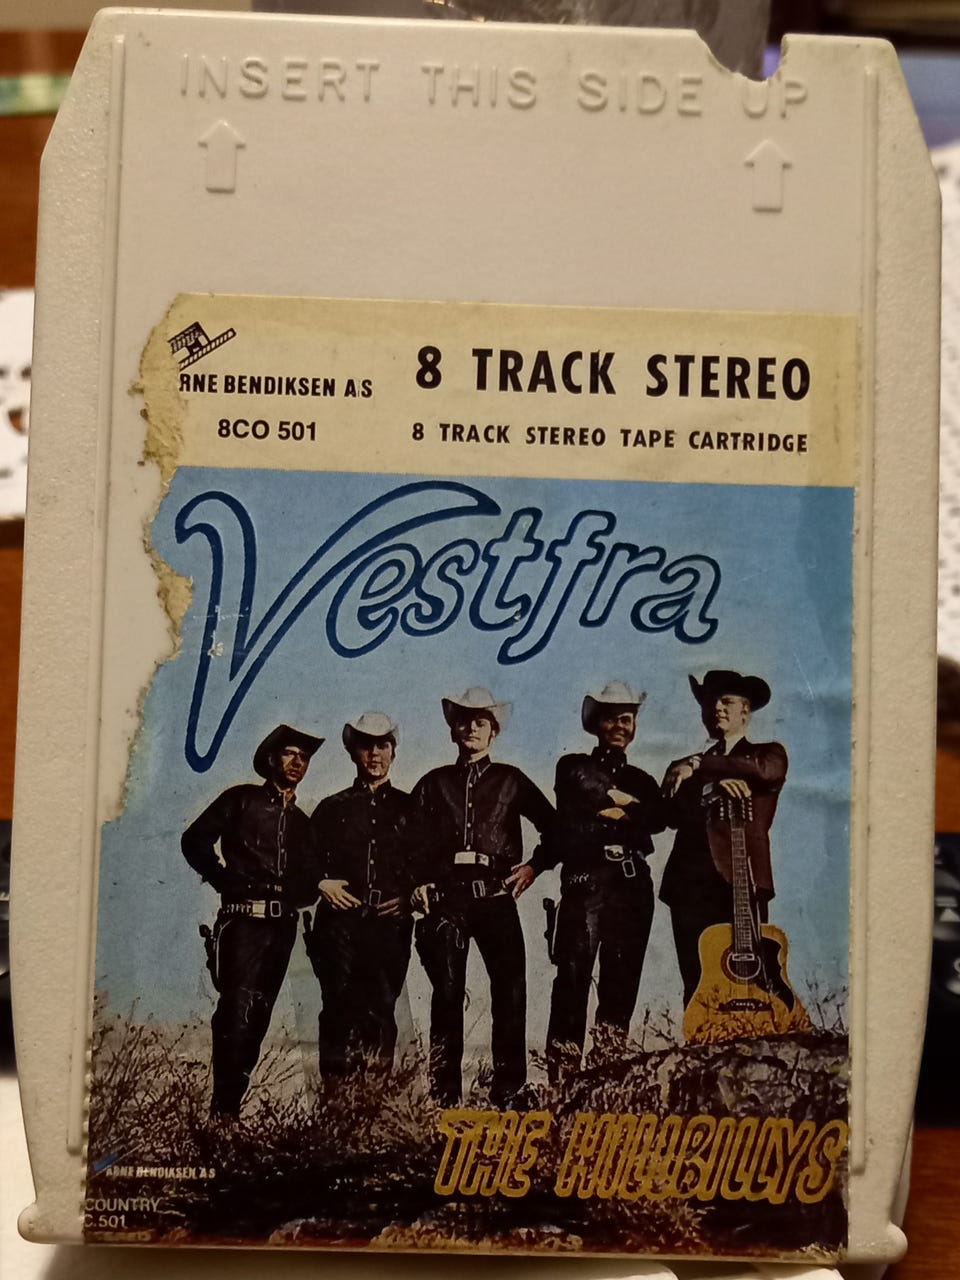 INSERT THIS SIDE UP
RNE BENDIKSEN A S
8CO 501
8 TRACK STEREO
8 TRACK STEREO TAPE CARTRIDGE
Vestfra
THE HILLBILLYS
ARNE BENDIKSEN A S
COUNTRY
C.501